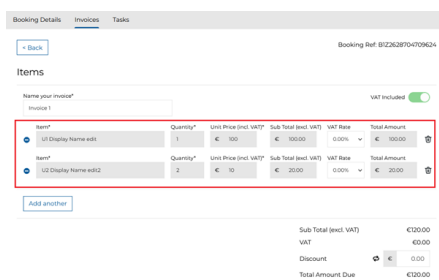 Booking Details Invoices Tasks
< Back Booking Ref: B1Z2628704709624
Items
Name your invoice* VAT Included
Invoice 1
Item* Quantity* Unit Price (incl. VAT)* Sub Total (excl. VAT) VAT Rate Total Amount
U1 Display Name edit 1 € 100 € 100.00 0.00% € 100.00
Item* Quantity* Unit Price (incl. VAT)* Sub Total (excl. VAT) VAT Rate Total Amount
U2 Display Name edit2 2 € 10 € 20.00 0.00% € 20.00
Add another
Sub Total (excl. VAT) €120.00
VAT €0.00
Discount € 0.00
Total Amount Due €120.00